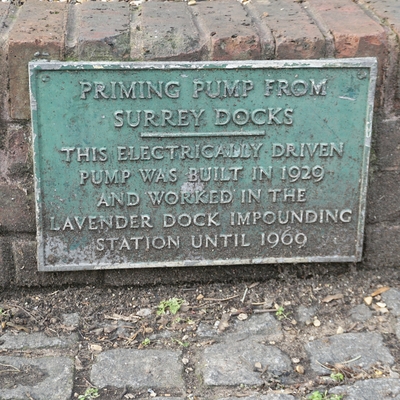 PRIMING PUMP FROM
SURREY DOCKS
THIS ELECTRICALLY DRIVEN
PUMP WAS BUILT IN 1929
AND WORKED IN THE
LAVENDER DOCK IMPOUNDING
STATION UNTIL 1969